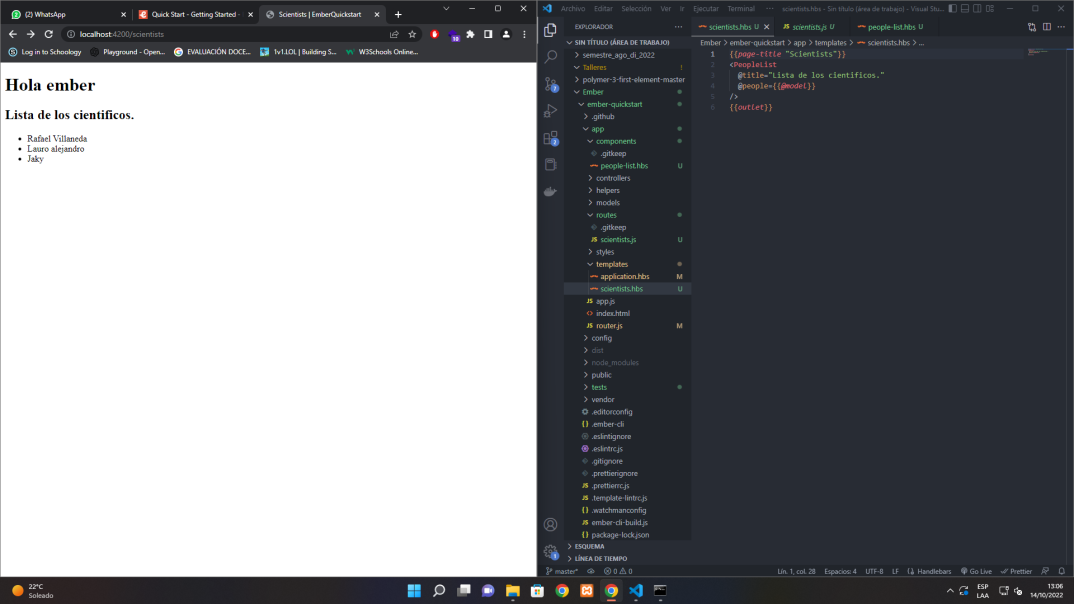 (2) WhatsApp
Quick Start - Getting Started -
Scientists | EmberQuickstart
localhost:4200/scientists
10
Log in to Schoology
Playground - Open...
EVALUACIÓN DOCE...
1v1.LOL | Building S...
W3Schools Online...
Hola ember
Lista de los cientificos.
Rafael Villaneda
Lauro alejandro
Jaky
Archivo Editar Selección Ver Ir Ejecutar Terminal ··· scientists.hbs - Sin título (área de trabajo) - Visual Stu...
EXPLORADOR
SIN TÍTULO (ÁREA DE TRABAJO)
semestre_ago_di_2022
Talleres !
polymer-3-first-element-master
Ember
ember-quickstart
.github
app
components
.gitkeep
people-list.hbs U
controllers
helpers
models
routes
.gitkeep
scientists.js U
styles
templates
application.hbs M
scientists.hbs U
app.js
index.html
router.js M
config
dist
node_modules
public
tests
vendor
.editorconfig
.ember-cli
.eslintignore
.eslintrc.js
.gitignore
.prettierignore
.prettierrc.js
.template-lintrc.js
.watchmanconfig
ember-cli-build.js
package-lock.json
ESQUEMA
LÍNEA DE TIEMPO
scientists.hbs U
scientists.js U
people-list.hbs U
Ember > ember-quickstart > app > templates > scientists.hbs > ...
1 {{page-title "Scientists"}}
2 <PeopleList
3 @title="Lista de los cientificos."
4 @people={{@model}}
5 />
6 {{outlet}}
master* 0 0
Lín. 1, col. 28 Espacios: 4 UTF-8 LF Handlebars Go Live Prettier
22°C
Soleado
ESP
LAA
13:06
14/10/2022